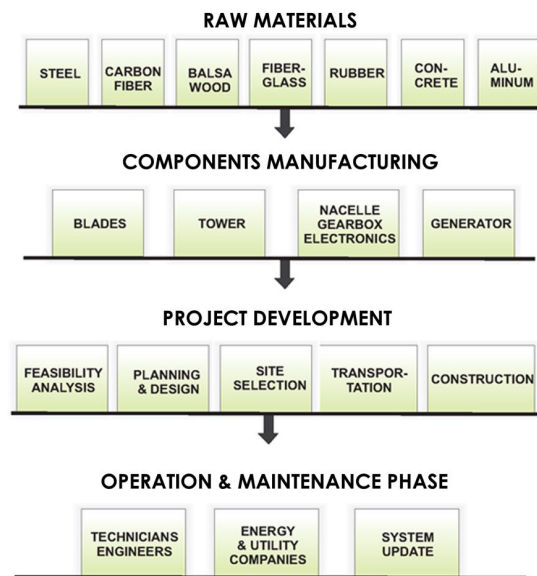 RAW MATERIALS
STEEL
CARBON
FIBER
BALSA
WOOD
FIBER-
GLASS
RUBBER
CON-
CRETE
ALU-
MINUM
COMPONENTS MANUFACTURING
BLADES
TOWER
NACELLE
GEARBOX
ELECTRONICS
GENERATOR
PROJECT DEVELOPMENT
FEASIBILITY
ANALYSIS
PLANNING
& DESIGN
SITE
SELECTION
TRANSPOR-
TATION
CONSTRUCTION
OPERATION & MAINTENANCE PHASE
TECHNICIANS
ENGINEERS
ENERGY
& UTILITY
COMPANIES
SYSTEM
UPDATE